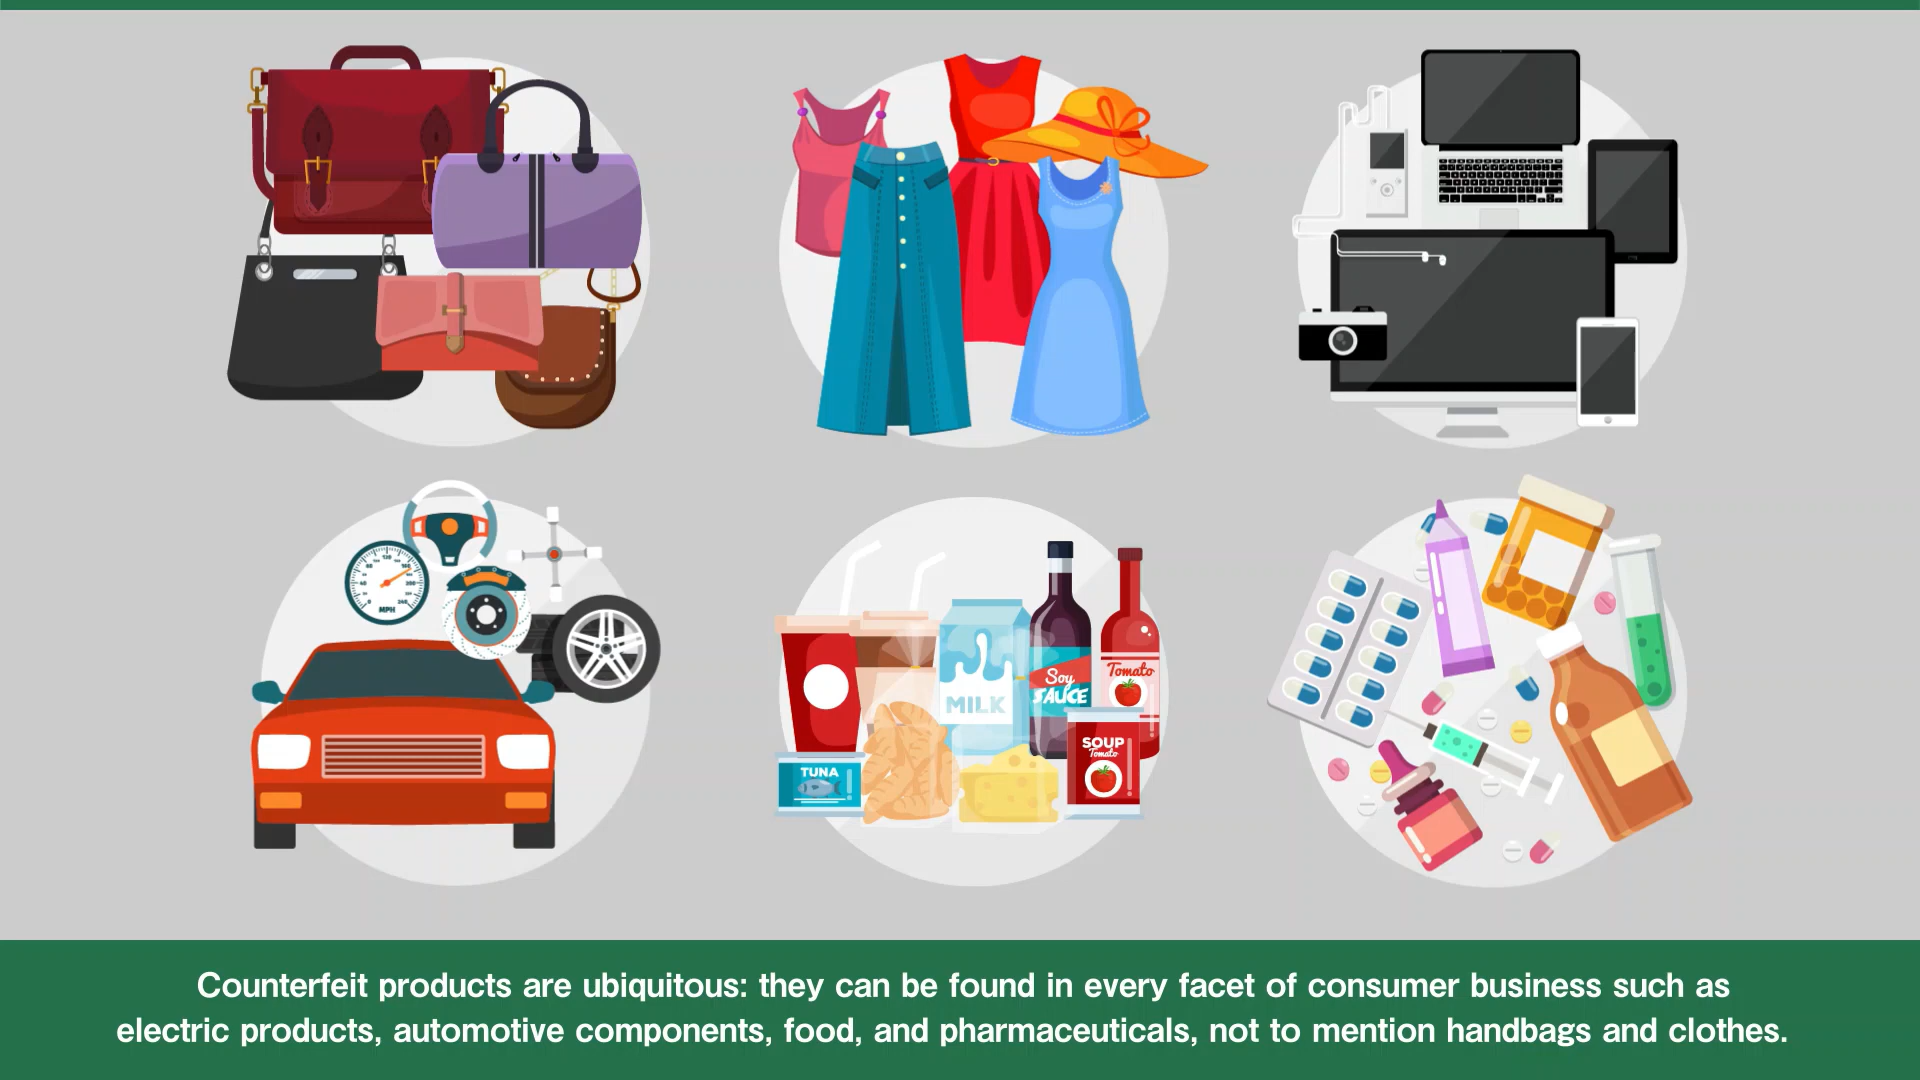 MPH
MILK
Soy
SAUCE
Tomato
TUNA
SOUP
Tomato
Counterfeit products are ubiquitous: they can be found in every facet of consumer business such as
electric products, automotive components, food, and pharmaceuticals, not to mention handbags and clothes.